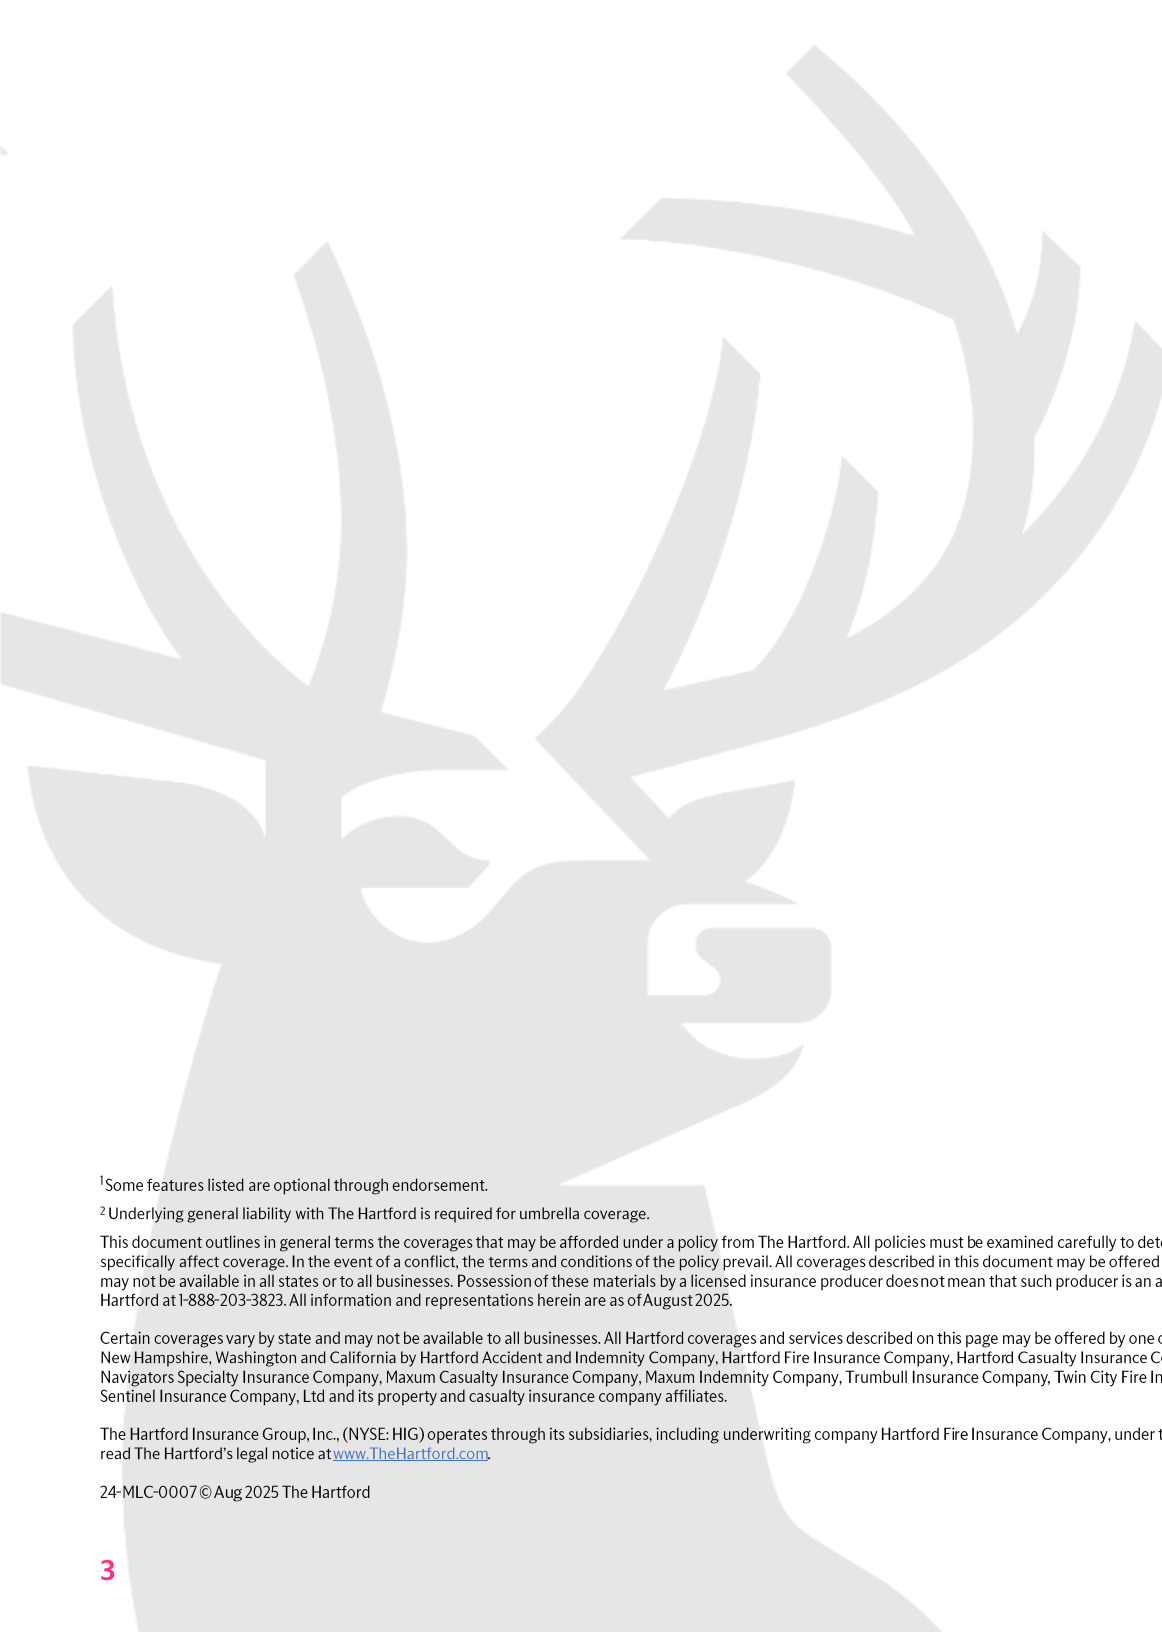 1 Some features listed are optional through endorsement.
2 Underlying general liability with The Hartford is required for umbrella coverage.
This document outlines in general terms the coverages that may be afforded under a policy from The Hartford. All policies must be examined carefully to
specifically affect coverage. In the event of a conflict, the terms and conditions of the policy prevail. All coverages described in this document may be offered
may not be available in all states or to all businesses. Possession of these materials by a licensed insurance producer does not mean that such producer is an
Hartford at 1-888-203-3823. All information and representations herein are as of August 2025.
Certain coverages vary by state and may not be available to all businesses. All Hartford coverages and services described on this page may be offered by one
New Hampshire, Washington and California by Hartford Accident and Indemnity Company, Hartford Fire Insurance Company, Hartford Casualty Insurance
Navigators Specialty Insurance Company, Maxum Casualty Insurance Company, Maxum Indemnity Company, Trumbull Insurance Company, Twin City Fire
Sentinel Insurance Company, Ltd and its property and casualty insurance company affiliates.
The Hartford Insurance Group, Inc., (NYSE: HIG) operates through its subsidiaries, including underwriting company Hartford Fire Insurance Company, under
read The Hartford’s legal notice at www.TheHartford.com.
24-MLC-0007 © Aug 2025 The Hartford
3